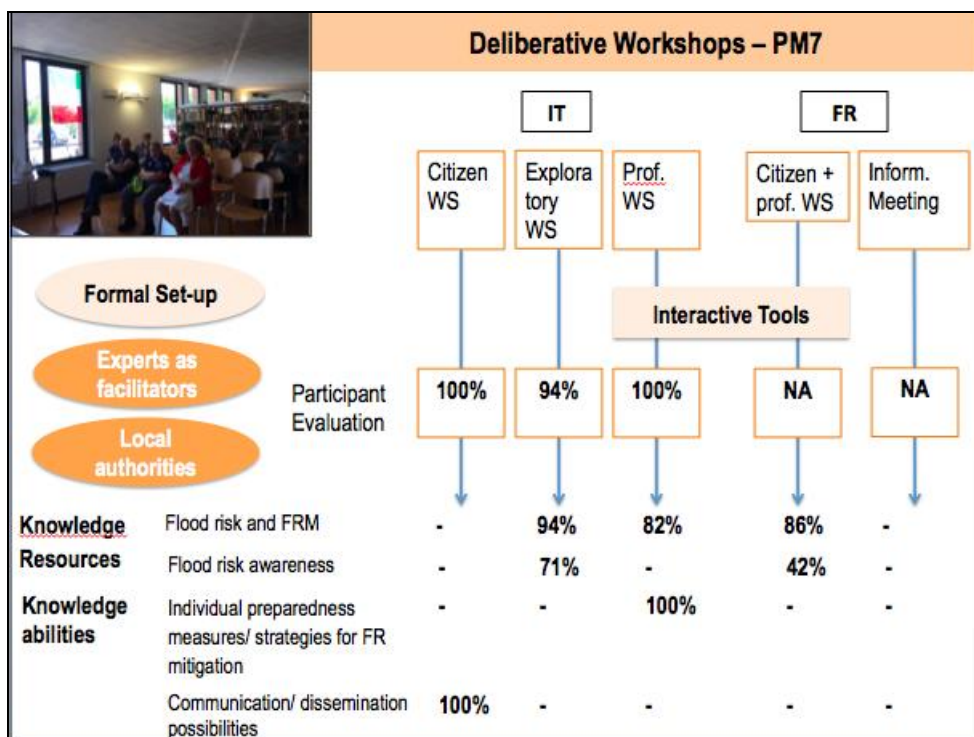 Deliberative Workshops – PM7
IT
FR
Citizen
WS
Explora
tory
WS
Prof.
WS
Citizen +
prof. WS
Inform.
Meeting
Formal Set-up
Interactive Tools
Experts as
facilitators
Participant
Evaluation
100%
94%
100%
NA
NA
Local
authorities
Knowledge Flood risk and FRM - 94% 82% 86% -
Resources Flood risk awareness - 71% - 42% -
Knowledge Individual preparedness - - 100% - -
abilities measures/ strategies for FR
mitigation
Communication/ dissemination 100% - - - -
possibilities